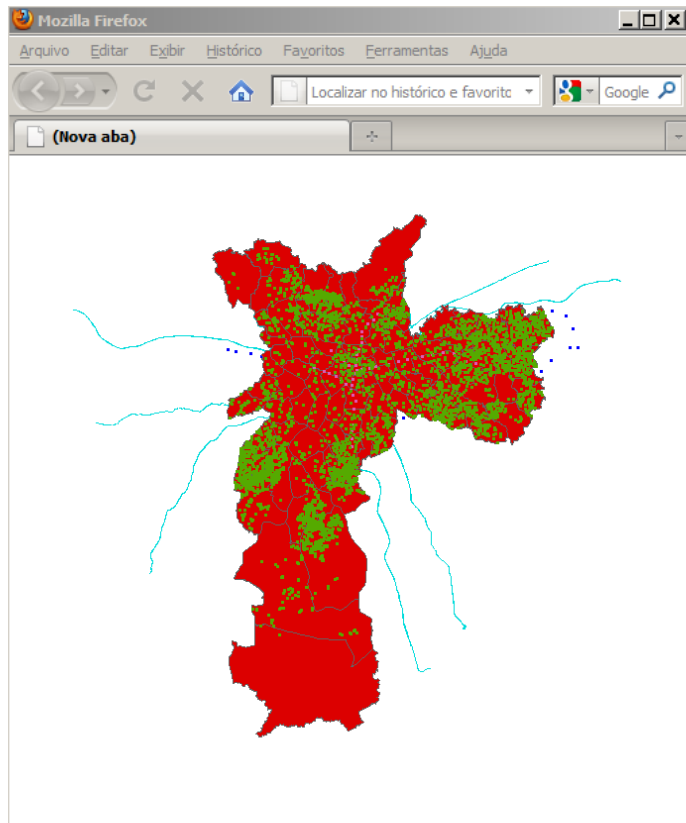 Mozilla Firefox
Arquivo Editar Exibir Histórico Favoritos Ferramentas Ajuda
Localizar no histórico e favorito Google
(Nova aba)